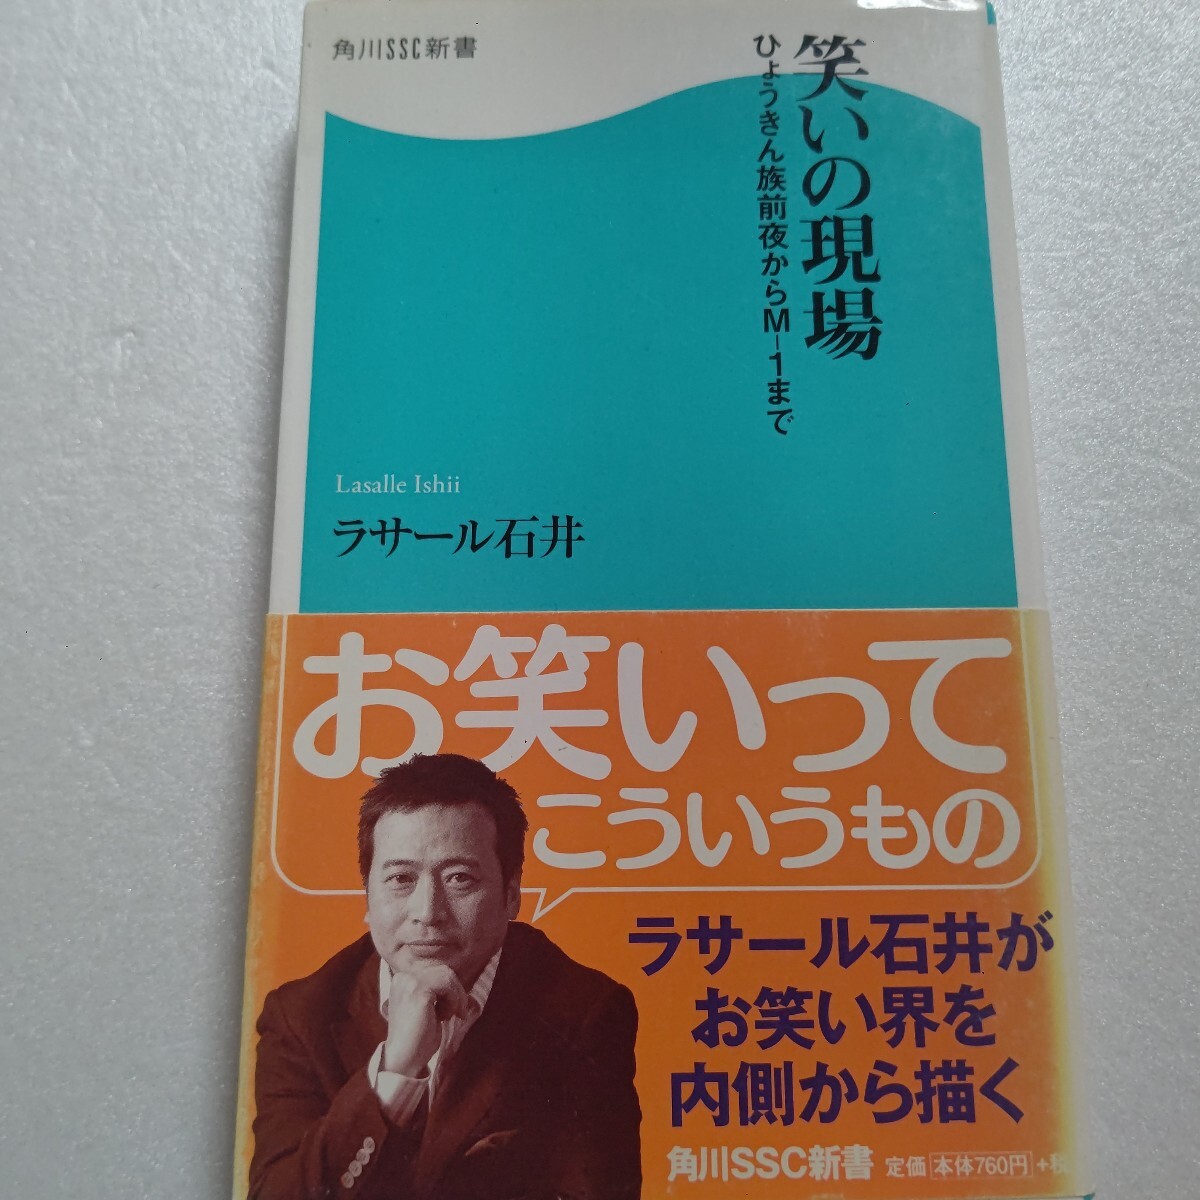 角川SSC新書
笑いの現場
ひょうきん族前夜からM-1まで
Lasalle Ishii
ラサール石井
お笑いって
こういうもの
ラサール石井が
お笑い界を
内側から描く
角川SSC新書 定価 本体760円 +税